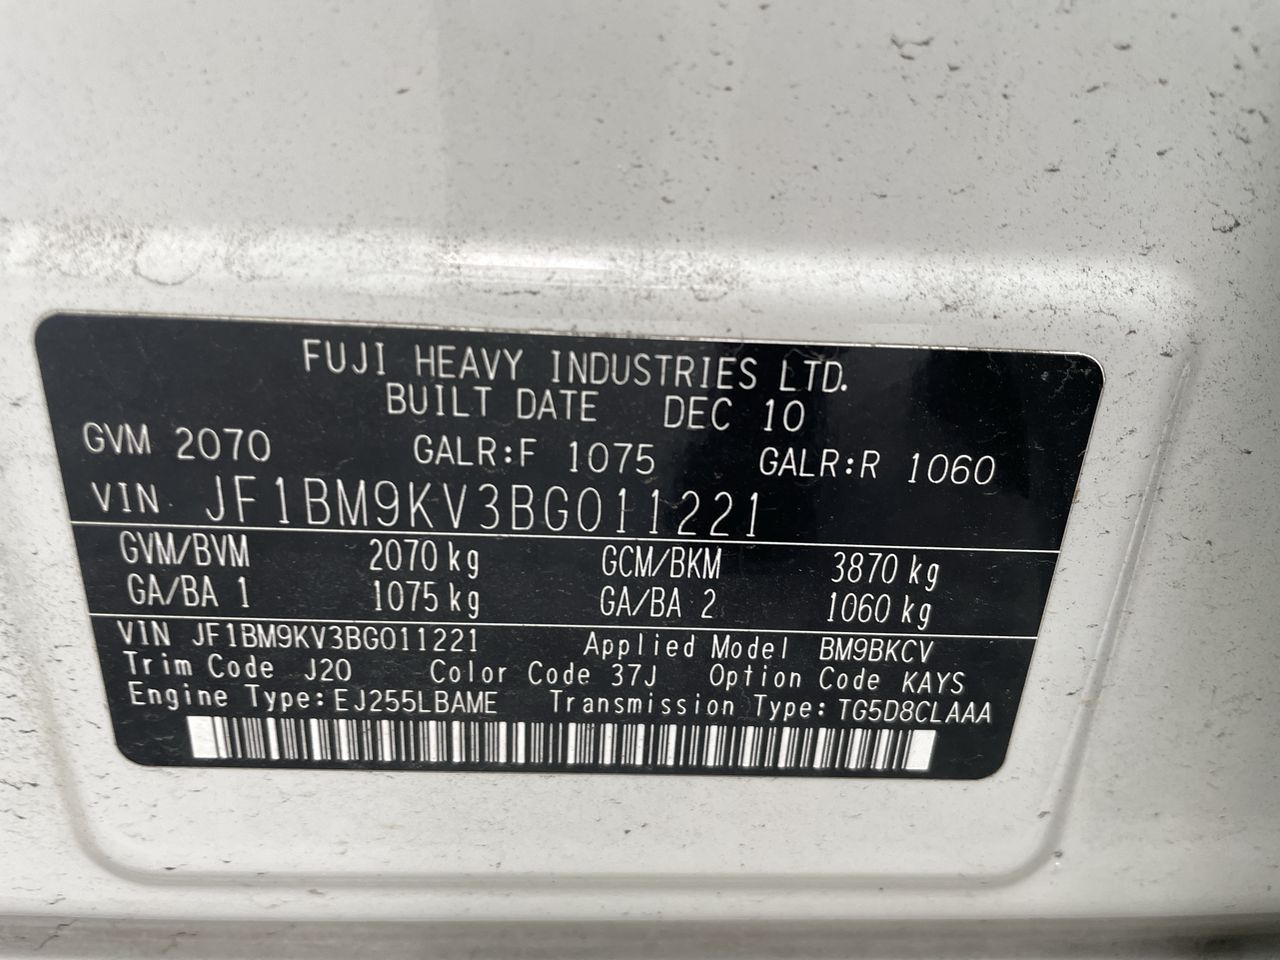 FUJI HEAVY INDUSTRIES LTD.
BUILT DATE DEC 10
GVM 2070 GALR:F 1075 GALR:R 1060
VIN JF1BM9KV3BG011221
GVM/BVM 2070 kg GCM/BKM 3870 kg
GA/BA 1 1075 kg GA/BA 2 1060 kg
VIN JF1BM9KV3BG011221 Applied Model BM9BKCV
Trim Code J20 Color Code 37J Option Code KAYS
Engine Type: EJ255LBAME Transmission Type: TG5D8CLAAA